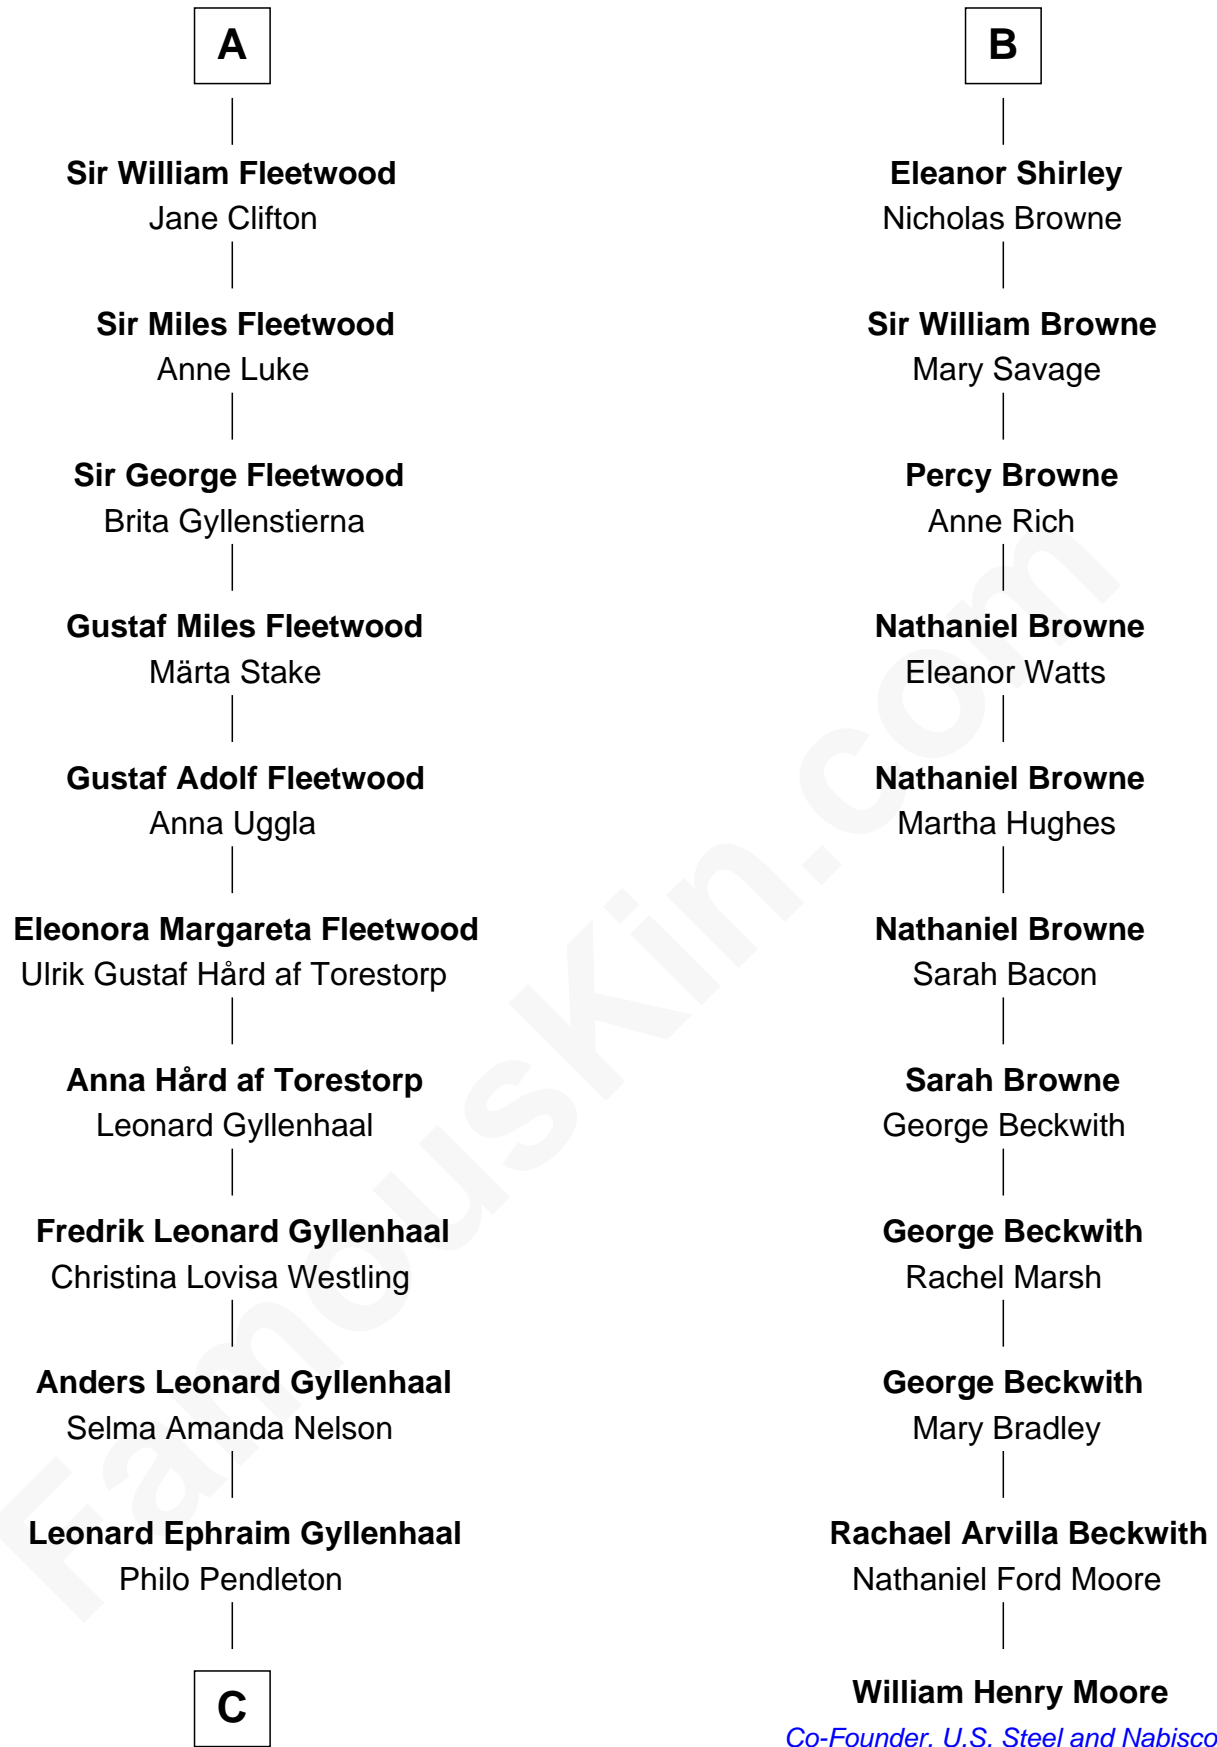 A
Sir William Fleetwood
Jane Clifton
Sir Miles Fleetwood
Anne Luke
Sir George Fleetwood
Brita Gyllenstierna
Gustaf Miles Fleetwood
Märta Stake
Gustaf Adolf Fleetwood
Anna Uggla
Eleonora Margareta Fleetwood
Ulrik Gustaf Hård af Torestorp
Anna Hård af Torestorp
Leonard Gyllenhaal
Fredrik Leonard Gyllenhaal
Christina Lovisa Westling
Anders Leonard Gyllenhaal
Selma Amanda Nelson
Leonard Ephraim Gyllenhaal
Philo Pendleton
C
B
Eleanor Shirley
Nicholas Browne
Sir William Browne
Mary Savage
Percy Browne
Anne Rich
Nathaniel Browne
Eleanor Watts
Nathaniel Browne
Martha Hughes
Nathaniel Browne
Sarah Bacon
Sarah Browne
George Beckwith
George Beckwith
Rachel Marsh
George Beckwith
Mary Bradley
Rachael Arvilla Beckwith
Nathaniel Ford Moore
William Henry Moore
Co-Founder, U.S. Steel and Nabisco
FamousKin.com